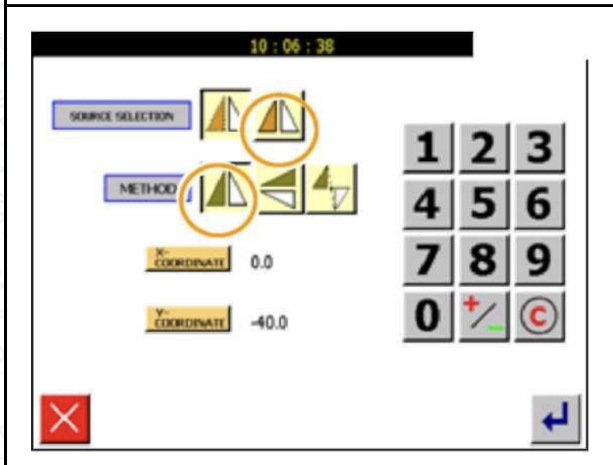 10 : 06 : 38
SOURCE SELECTION
METHOD
X-
COORDINATE
0.0
Y-
COORDINATE
-40.0
1 2 3
4 5 6
7 8 9
0 +/- C